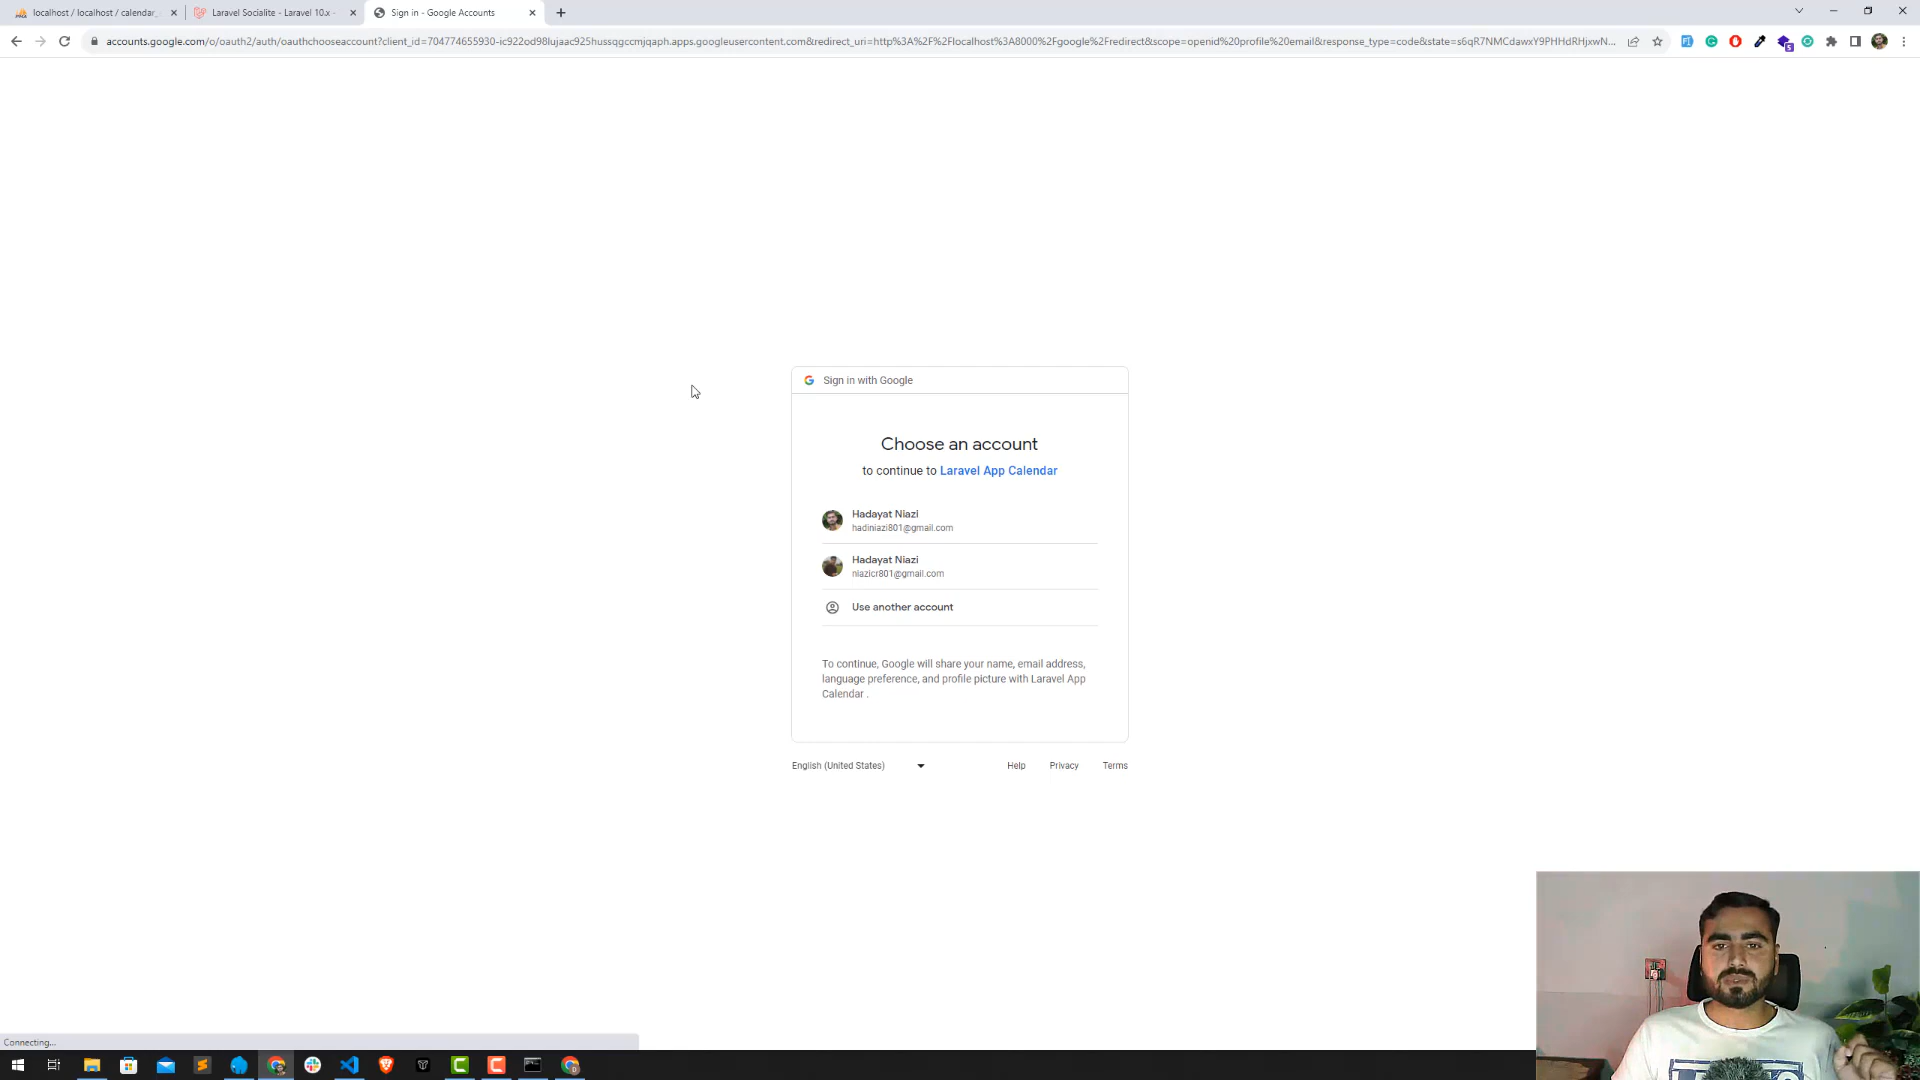 localhost / localhost / calendar_
Laravel Socialite - Laravel 10.x -
Sign in - Google Accounts
accounts.google.com/o/oauth2/auth/oauthchooseaccount?client_id=704774655930-ic922od98lujaac925hussqgccmjqaph.apps.googleusercontent.com&redirect_uri=http%3A%2F%2Flocalhost%3A8000%2Fgoogle%2Fredirect&scope=openid%20profile%20email&response_type=code&state=s6qR7NMCdawxY9PHHdRHjxwN...
5
Sign in with Google
Choose an account
to continue to Laravel App Calendar
Hadayat Niazi
hadiniazi801@gmail.com
Hadayat Niazi
niazicr801@gmail.com
Use another account
To continue, Google will share your name, email address,
language preference, and profile picture with Laravel App
Calendar .
English (United States)
Help
Privacy
Terms
Connecting...